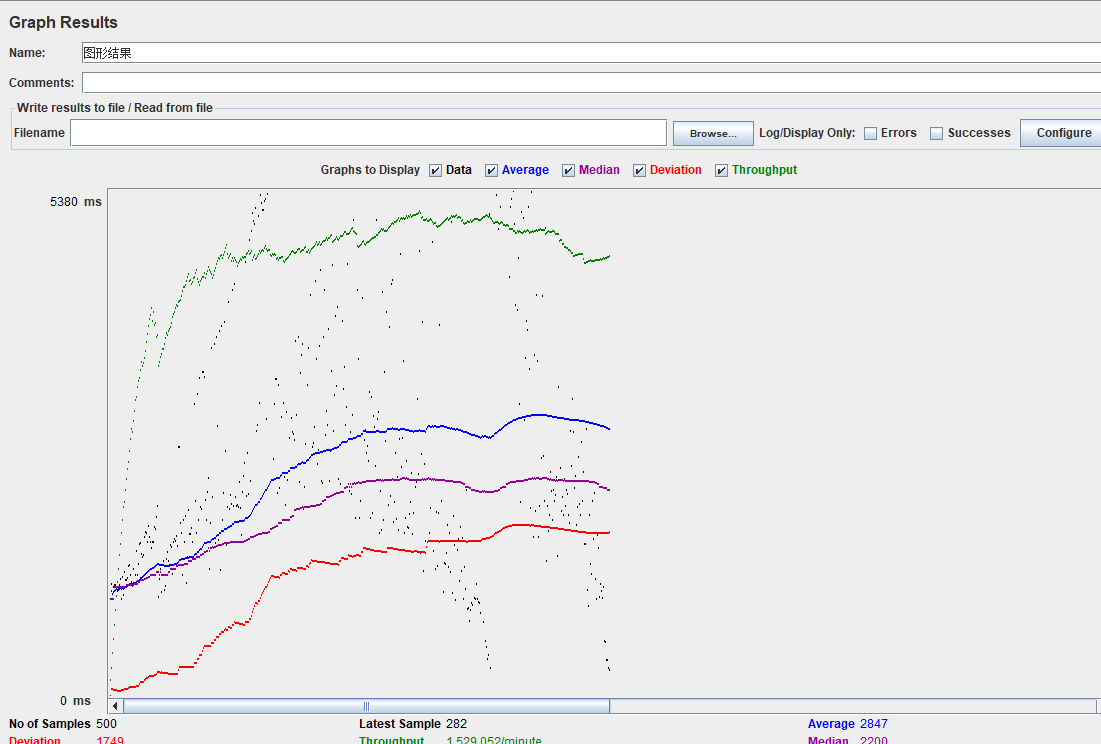 Graph Results
Name: 图形结果
Comments:
Write results to file / Read from file
Filename Browse... Log/Display Only: Errors Successes Configure
Graphs to Display Data Average Median Deviation Throughput
5380 ms
0 ms
No of Samples 500 Latest Sample 282 Average 2847
Deviation 1749 Throughput 1,529.052/minute Median 2200